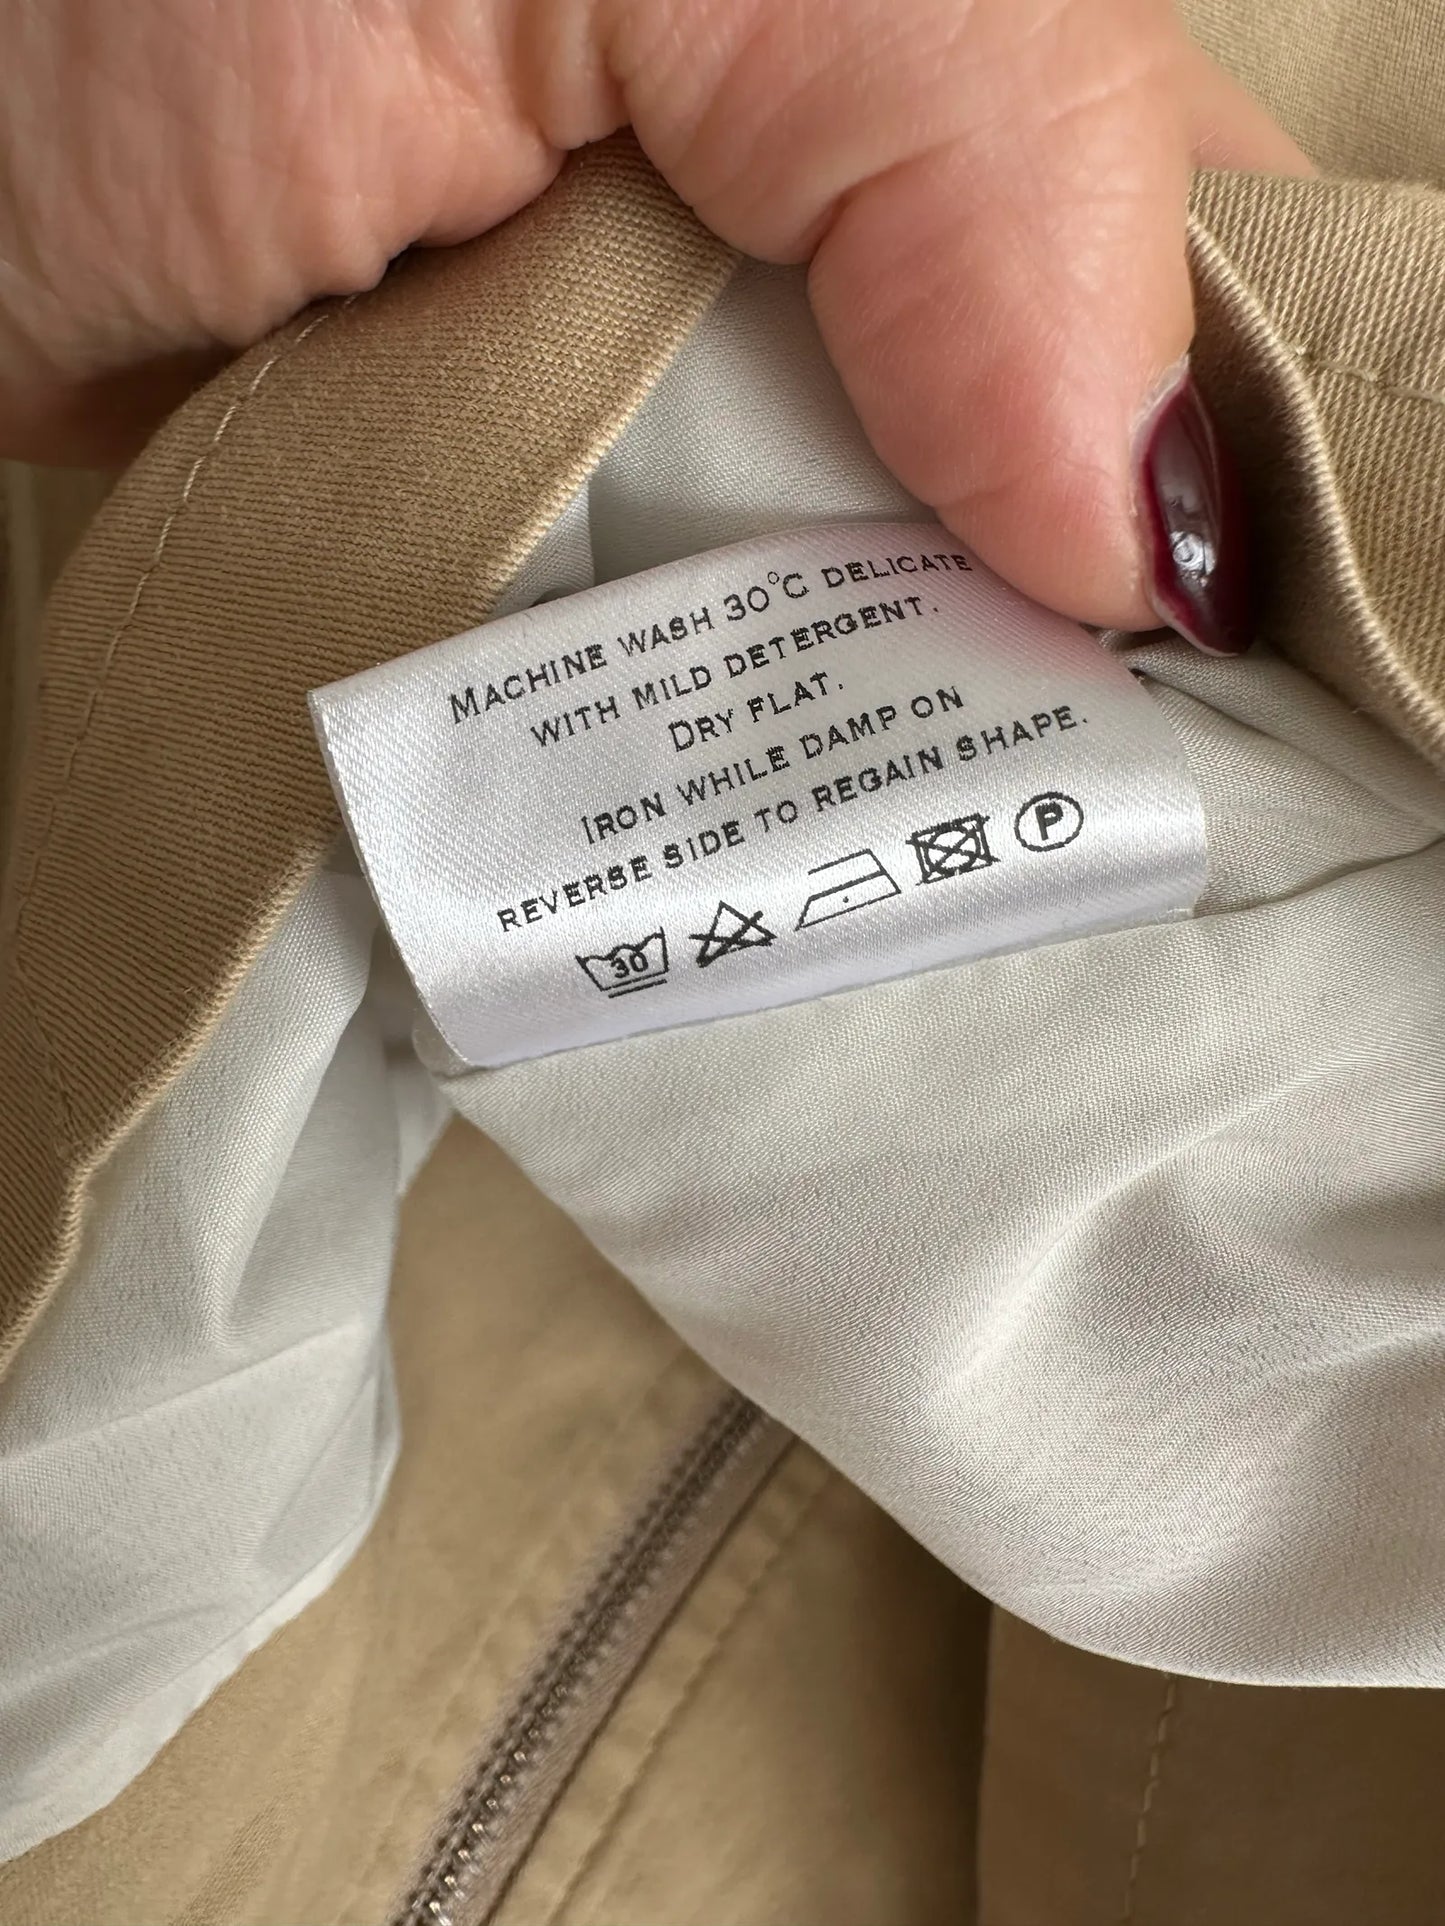 MACHINE WASH 30°C DELICATE
WITH MILD DETERGENT.
DRY FLAT.
IRON WHILE DAMP ON
REVERSE SIDE TO REGAIN SHAPE.
30 P